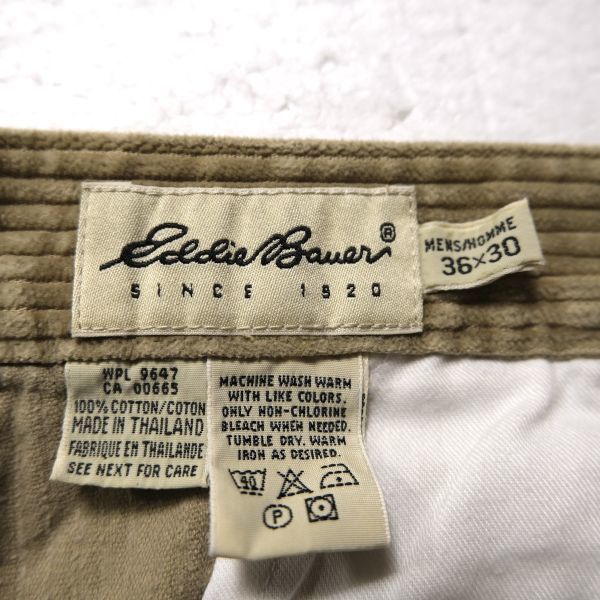 Eddie Bauer®
SINCE 1920
MENS/HOMME
36x30
WPL 9647
CA 00665
100% COTTON/COTON
MADE IN THAILAND
FABRIQUE EN THAILANDE
SEE NEXT FOR CARE
MACHINE WASH WARM
WITH LIKE COLORS.
ONLY NON-CHLORINE
BLEACH WHEN NEEDED.
TUMBLE DRY. WARM
IRON AS DESIRED.
40
P